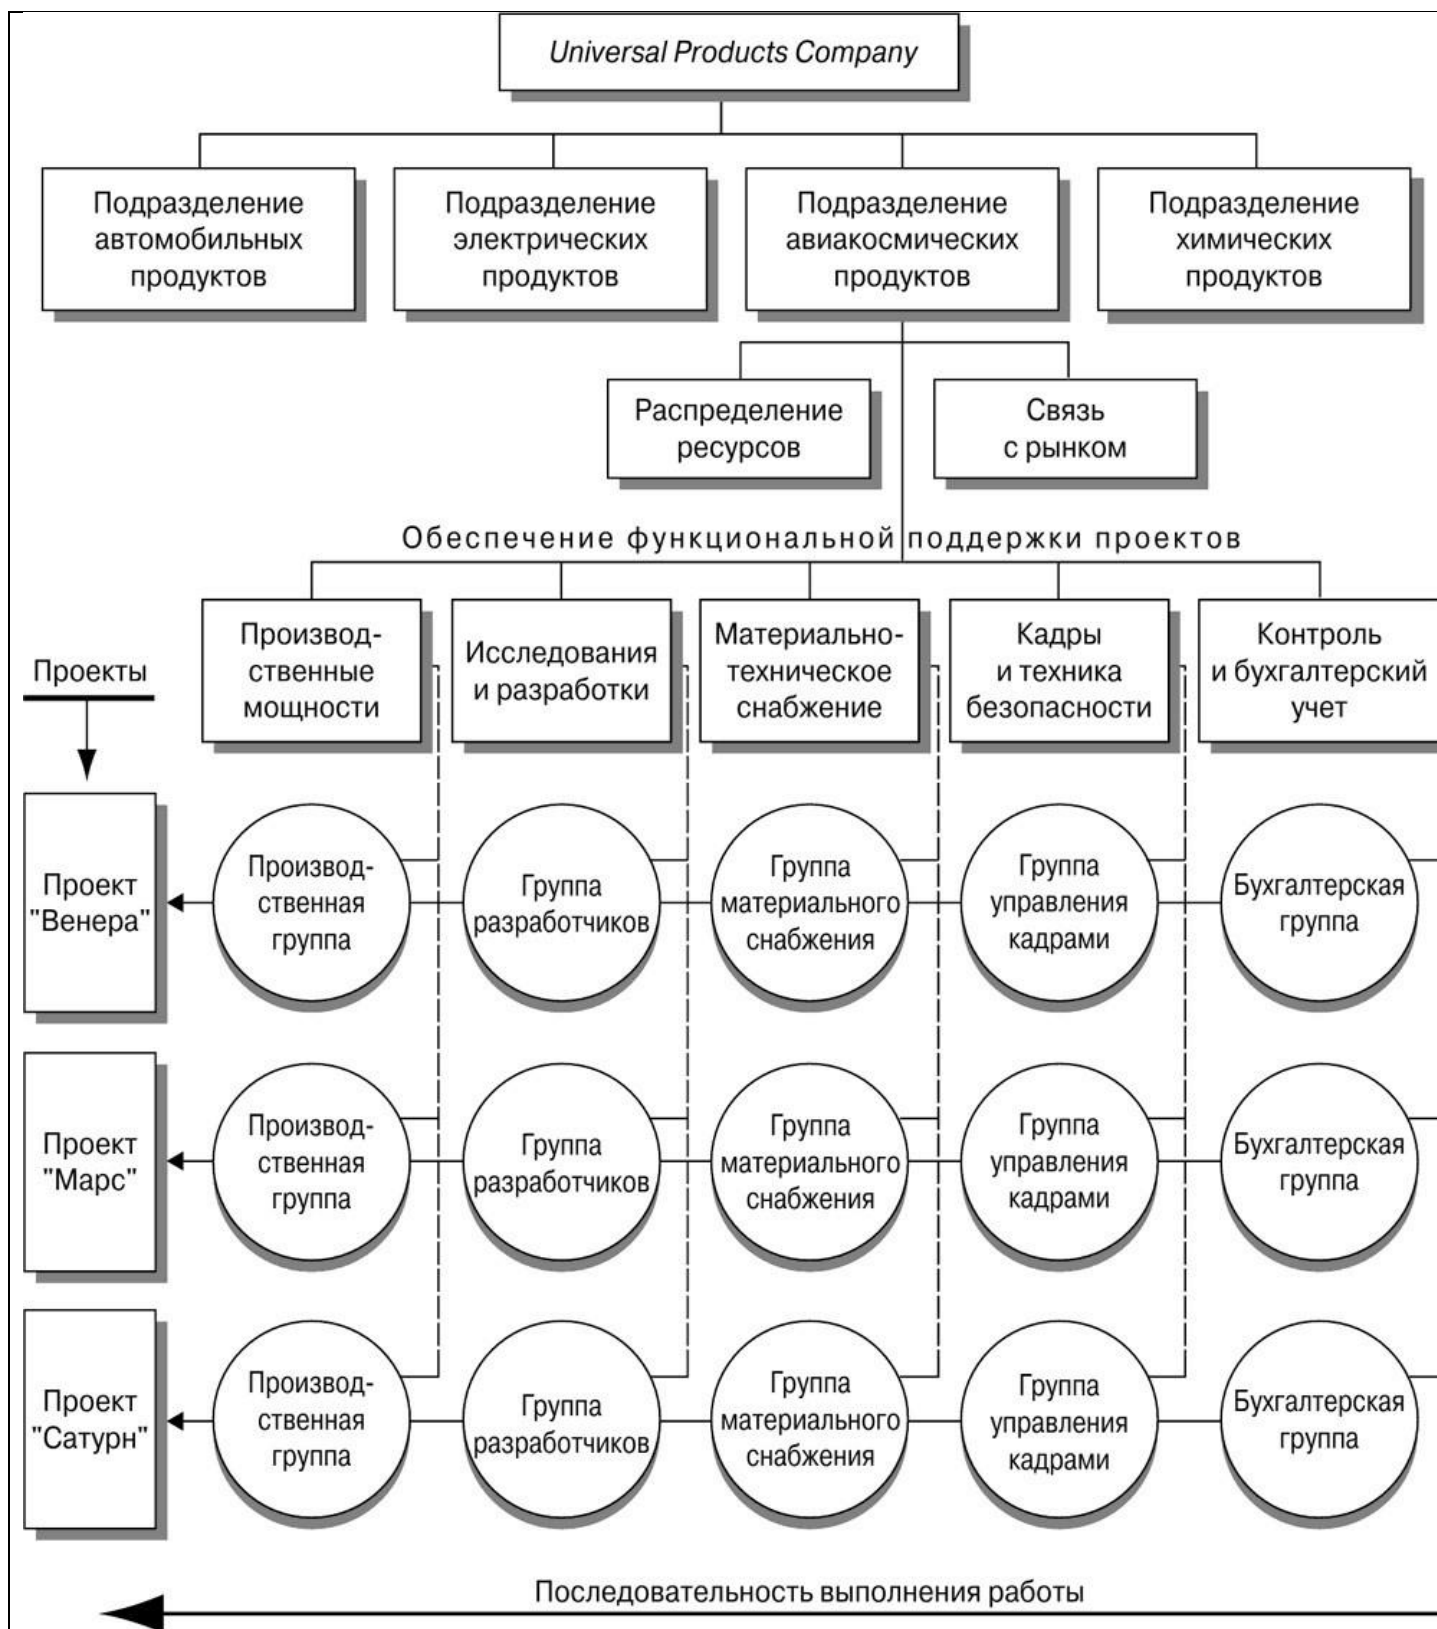 Universal Products Company
Подразделение
автомобильных
продуктов
Подразделение
электрических
продуктов
Подразделение
авиакосмических
продуктов
Подразделение
химических
продуктов
Распределение
ресурсов
Связь
с рынком
Обеспечение функциональной поддержки проектов
Проекты
Производ-
ственные
мощности
Исследования
и разработки
Материально-
техническое
снабжение
Кадры
и техника
безопасности
Контроль
и бухгалтерский
учет
Проект
"Венера"
Производ-
ственная
группа
Группа
разработчиков
Группа
материального
снабжения
Группа
управления
кадрами
Бухгалтерская
группа
Проект
"Марс"
Производ-
ственная
группа
Группа
разработчиков
Группа
материального
снабжения
Группа
управления
кадрами
Бухгалтерская
группа
Проект
"Сатурн"
Производ-
ственная
группа
Группа
разработчиков
Группа
материального
снабжения
Группа
управления
кадрами
Бухгалтерская
группа
Последовательность выполнения работы